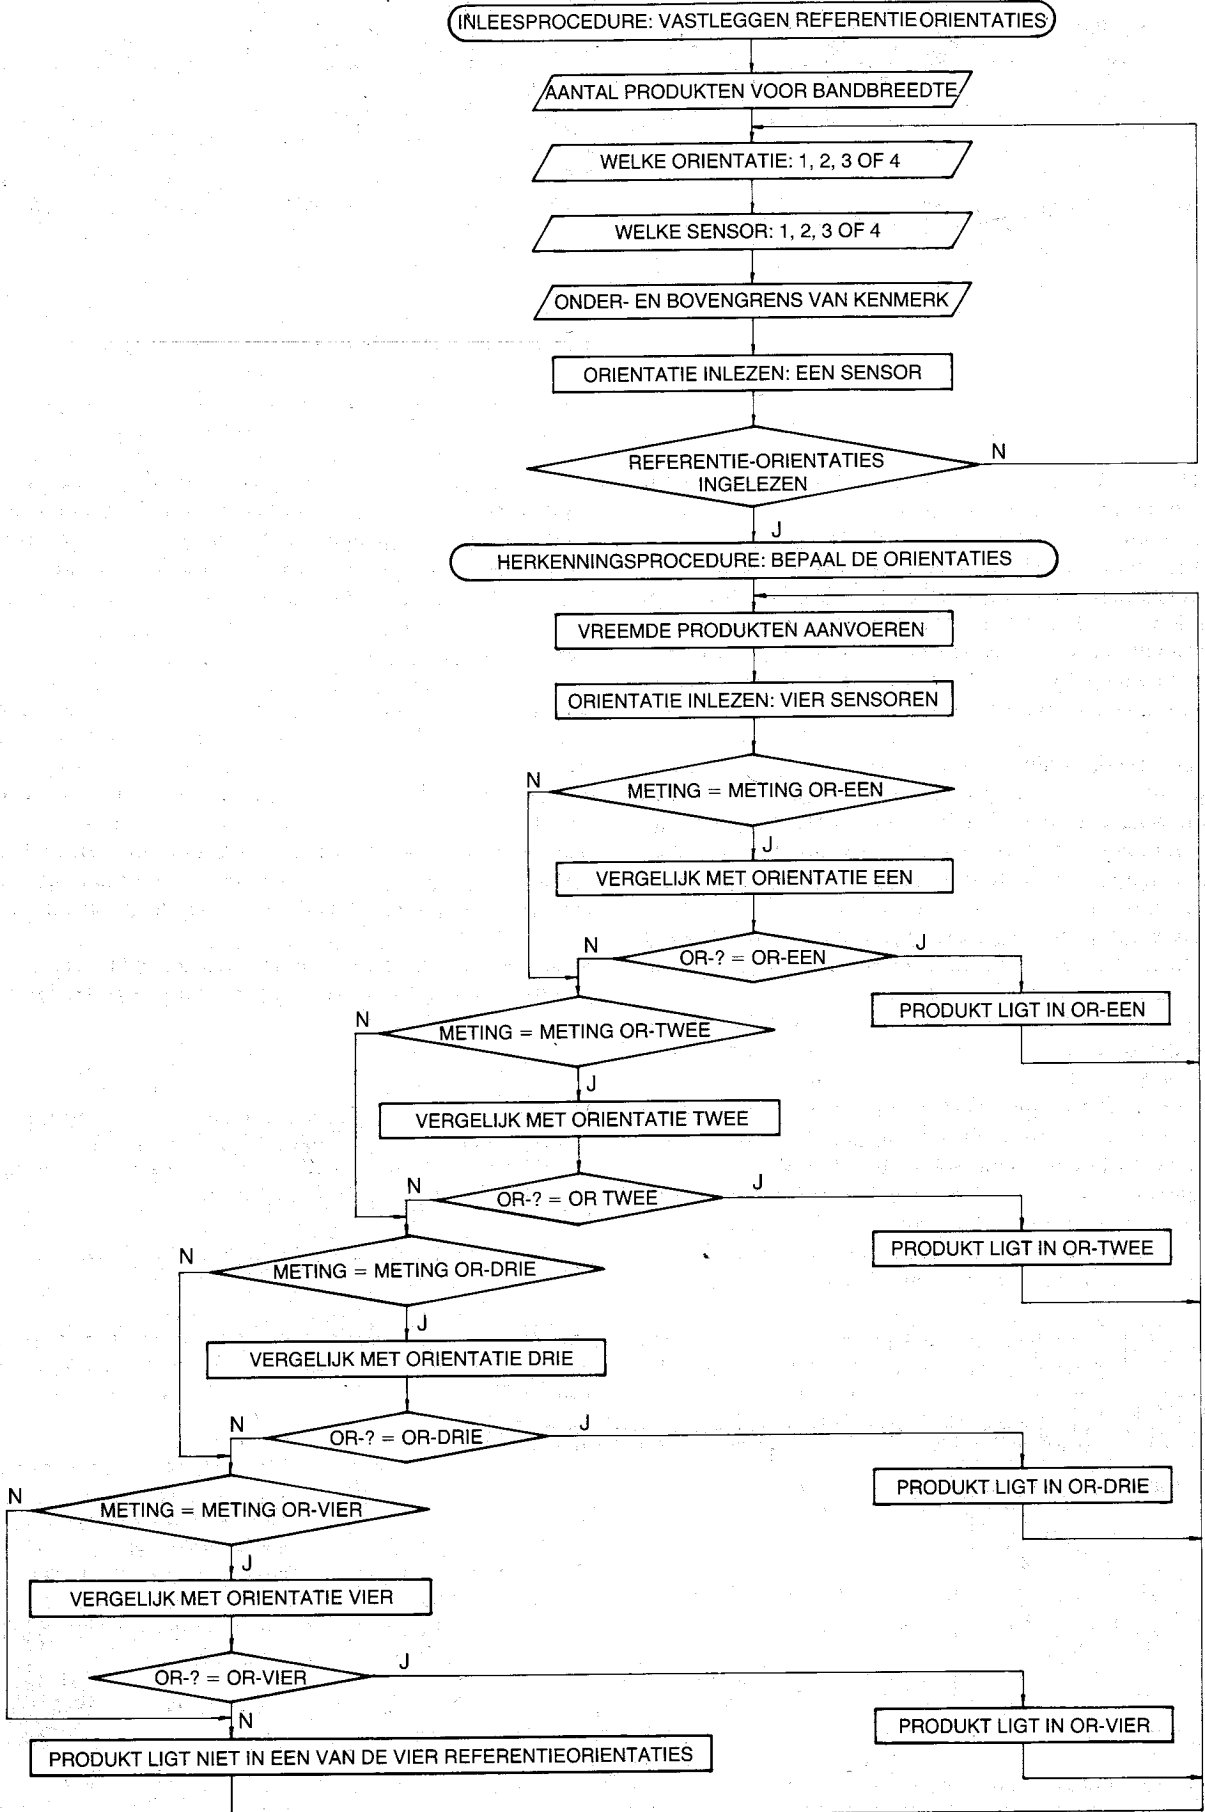 INLEESPROCEDURE: VASTLEGGEN REFERENTIEORIENTATIES
AANTAL PRODUKTEN VOOR BANDBREEDTE
WELKE ORIENTATIE: 1, 2, 3 OF 4
WELKE SENSOR: 1, 2, 3 OF 4
ONDER- EN BOVENGRENS VAN KENMERK
ORIENTATIE INLEZEN: EEN SENSOR
N
REFERENTIE-ORIENTATIES
INGELEZEN
J
HERKENNINGSPROCEDURE: BEPAAL DE ORIENTATIES
VREEMDE PRODUKTEN AANVOEREN
ORIENTATIE INLEZEN: VIER SENSOREN
N
METING = METING OR-EEN
J
VERGELIJK MET ORIENTATIE EEN
N
J
OR-? = OR-EEN
PRODUKT LIGT IN OR-EEN
N
METING = METING OR-TWEE
J
VERGELIJK MET ORIENTATIE TWEE
N
J
OR-? = OR TWEE
PRODUKT LIGT IN OR-TWEE
N
METING = METING OR-DRIE
J
VERGELIJK MET ORIENTATIE DRIE
N
J
OR-? = OR-DRIE
PRODUKT LIGT IN OR-DRIE
N
METING = METING OR-VIER
J
VERGELIJK MET ORIENTATIE VIER
J
OR-? = OR-VIER
N
PRODUKT LIGT IN OR-VIER
PRODUKT LIGT NIET IN EEN VAN DE VIER REFERENTIEORIENTATIES